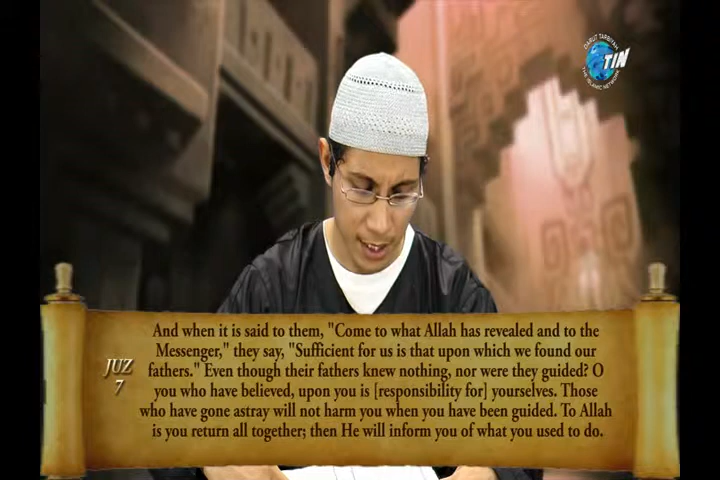 DARUT TARBIYAH
TIN
THE ISLAMIC NETWORK
JUZ
7
And when it is said to them, "Come to what Allah has revealed and to the
Messenger," they say, "Sufficient for us is that upon which we found our
fathers." Even though their fathers knew nothing, nor were they guided? O
you who have believed, upon you is [responsibility for] yourselves. Those
who have gone astray will not harm you when you have been guided. To Allah
is you return all together; then He will inform you of what you used to do.